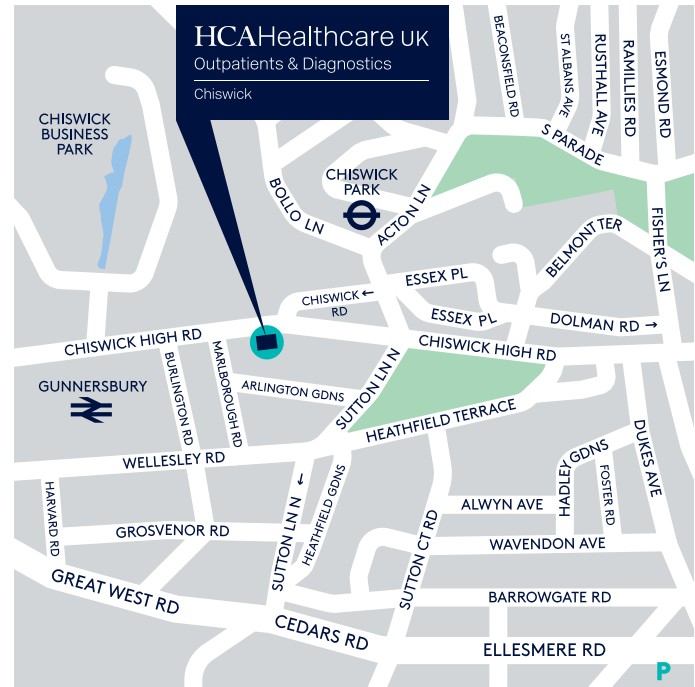 HCAHealthcare UK
Outpatients & Diagnostics
Chiswick
BEACONSFIELD RD
ST ALBANS AVE
RUSTHALL AVE
RAMILLIES RD
ESMOND RD
CHISWICK
BUSINESS
PARK
S PARADE
CHISWICK
PARK
BOLLO LN
ACTON LN
FISHER'S LN
BELMONT TER
ESSEX PL
CHISWICK ←
RD
ESSEX PL
DOLMAN RD →
CHISWICK HIGH RD
CHISWICK HIGH RD
GUNNERSBURY
BURLINGTON RD
MARLBOROUGH RD
ARLINGTON GDNS
SUTTON LN N
HEATHFIELD TERRACE
DUKES AVE
WELLESLEY RD
HADLEY GDNS
FOSTER RD
HARVARD RD
SUTTON LN N →
HEATHFIELD GDNS
ALWYN AVE
GROSVENOR RD
SUTTON CT RD
WAVENDON AVE
GREAT WEST RD
BARROWGATE RD
CEDARS RD
ELLESMERE RD
P